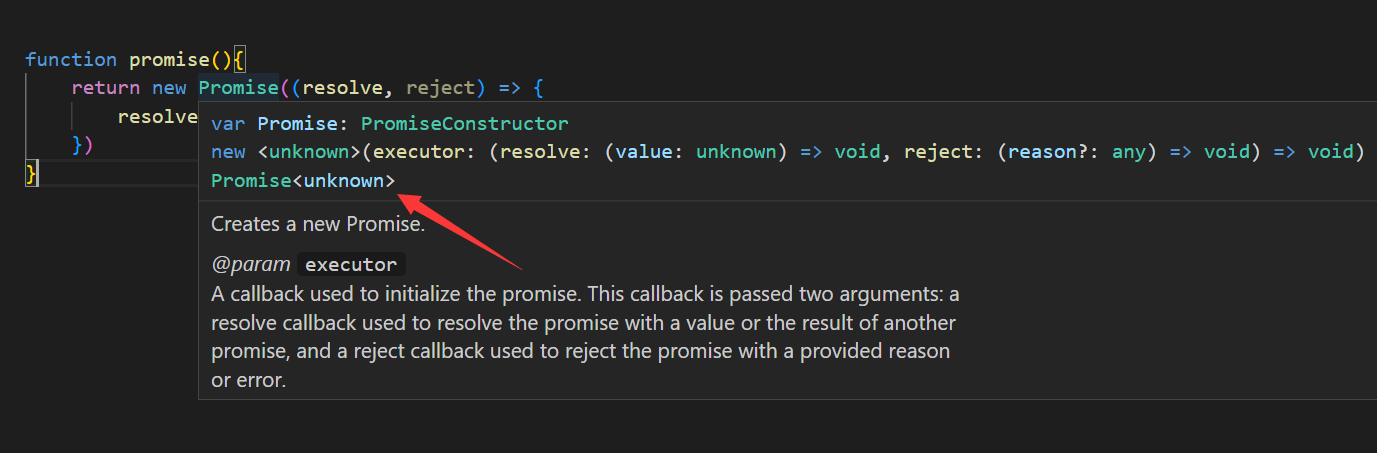 function promise(){
return new Promise((resolve, reject) => {
resolve
var Promise: PromiseConstructor
new <unknown>(executor: (resolve: (value: unknown) => void, reject: (reason?: any) => void) => void)
Promise<unknown>
})
}
Creates a new Promise.
@param executor
A callback used to initialize the promise. This callback is passed two arguments: a
resolve callback used to resolve the promise with a value or the result of another
promise, and a reject callback used to reject the promise with a provided reason
or error.